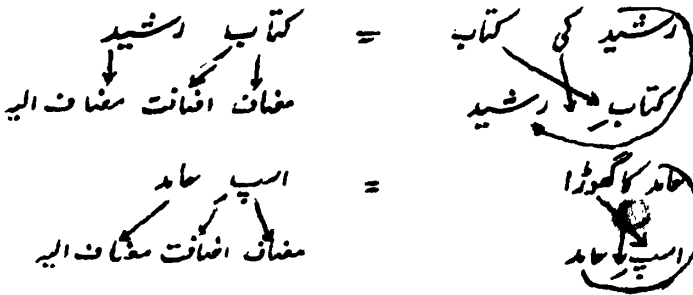 رشید کی کتاب = کتابِ رشید
کتابِ رشید مضاف اضافت مضاف الیہ
حامد کا گھوڑا = اسپِ حامد
اسپِ حامد مضاف اضافت مضاف الیہ